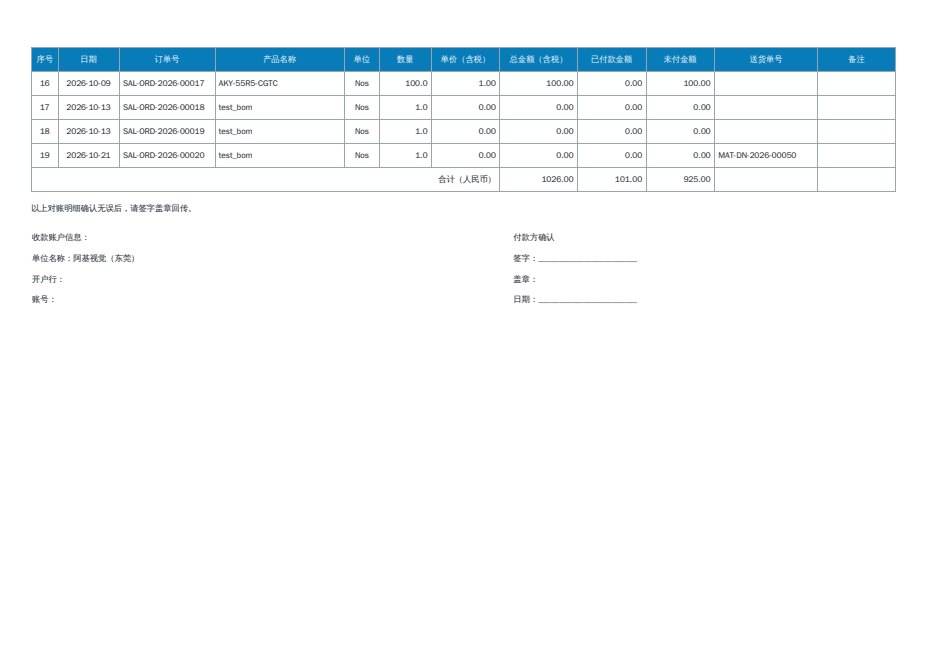 序号 日期 订单号 产品名称 单位 数量 单价（含税） 总金额（含税） 已付款金额 未付金额 送货单号 备注
16 2026-10-09 SAL-ORD-2026-00017 AKY-55R5-CGTC Nos 100.0 1.00 100.00 0.00 100.00
17 2026-10-13 SAL-ORD-2026-00018 test_bom Nos 1.0 0.00 0.00 0.00 0.00
18 2026-10-13 SAL-ORD-2026-00019 test_bom Nos 1.0 0.00 0.00 0.00 0.00
19 2026-10-21 SAL-ORD-2026-00020 test_bom Nos 1.0 0.00 0.00 0.00 0.00 MAT-DN-2026-00050
合计（人民币） 1026.00 101.00 925.00
以上对账明细确认无误后，请签字盖章回传。
收款账户信息： 付款方确认
单位名称：阿基视觉（东莞） 签字：______________________
开户行： 盖章：
账号： 日期：______________________